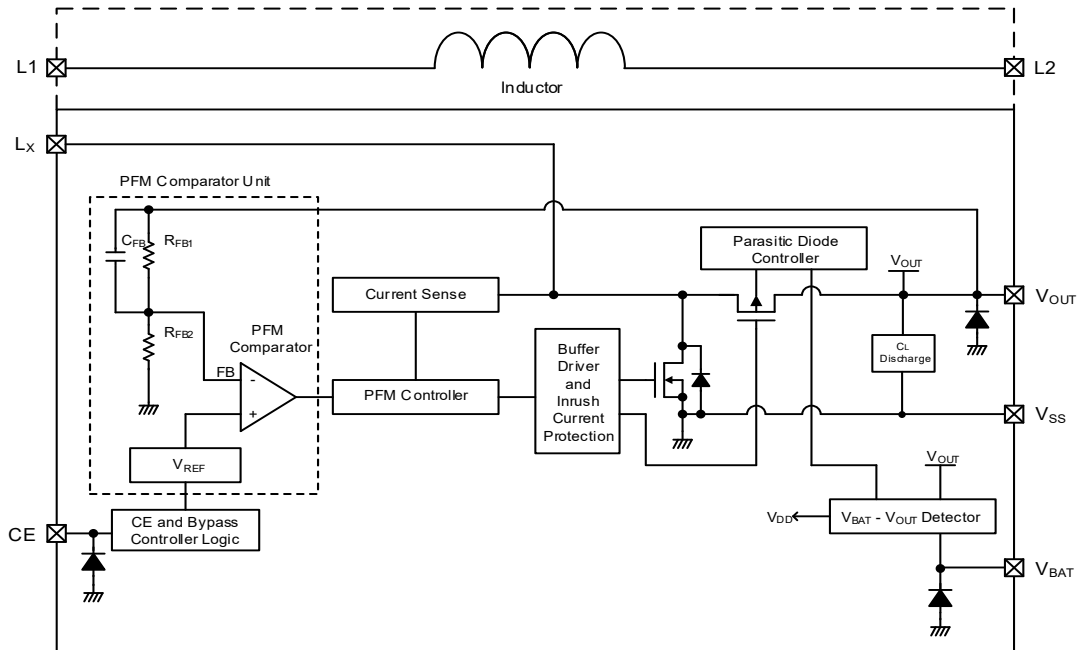 L1
L2
Inductor
LX
PFM Comparator Unit
CFB
RFB1
RFB2
PFM
Comparator
FB
-
+
VREF
CE and Bypass
Controller Logic
CE
Current Sense
PFM Controller
Buffer
Driver
and
Inrush
Current
Protection
Parasitic Diode
Controller
VOUT
VOUT
CL
Discharge
VSS
VOUT
VDD
VBAT - VOUT Detector
VBAT